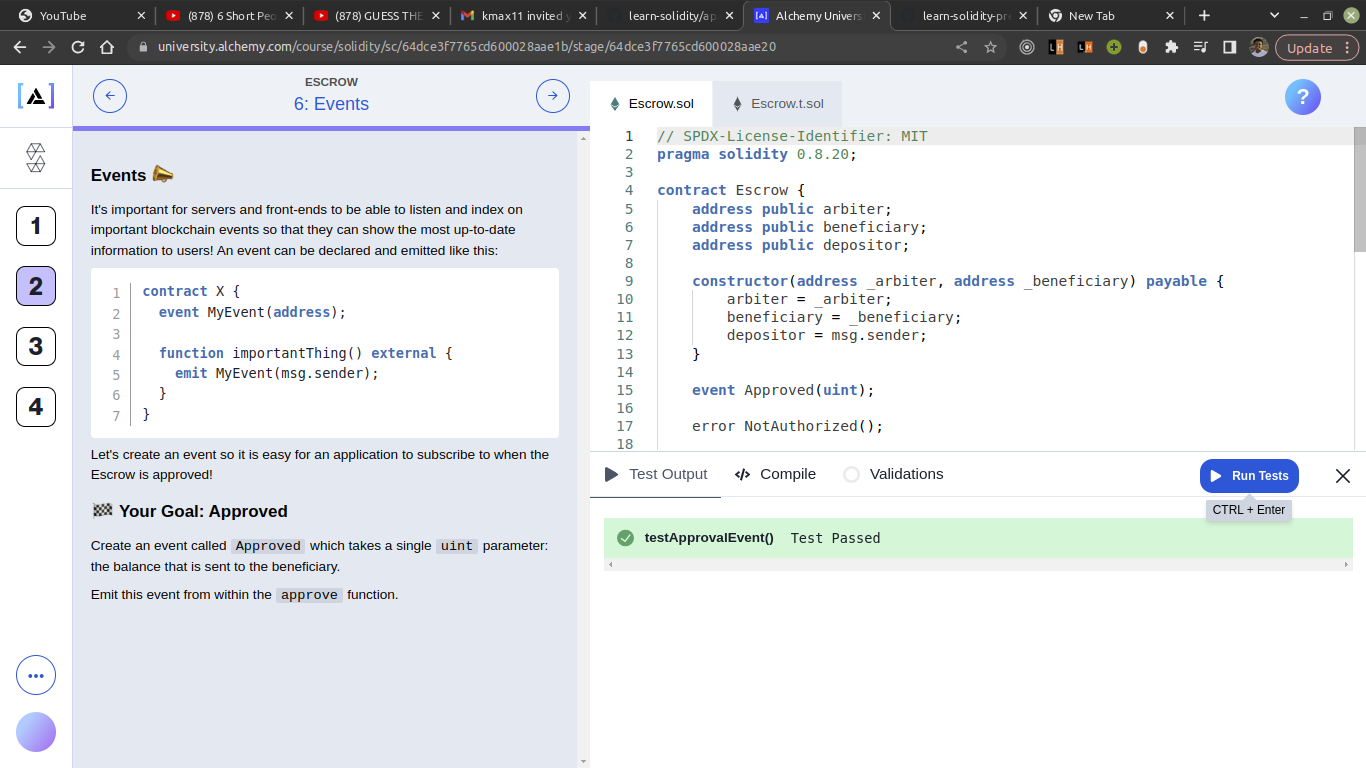 YouTube
(878) 6 Short Peo
(878) GUESS THE
kmax11 invited y
learn-solidity/ap
Alchemy Univers
learn-solidity-pr
New Tab
university.alchemy.com/course/solidity/sc/64dce3f7765cd600028aae1b/stage/64dce3f7765cd600028aae20
LH
LH
Update
ESCROW
6: Events
1
2
3
4
Events
It's important for servers and front-ends to be able to listen and index on
important blockchain events so that they can show the most up-to-date
information to users! An event can be declared and emitted like this:
1 contract X {
2 event MyEvent(address);
3
4 function importantThing() external {
5 emit MyEvent(msg.sender);
6 }
7 }
Let's create an event so it is easy for an application to subscribe to when the
Escrow is approved!
Your Goal: Approved
Create an event called Approved which takes a single uint parameter:
the balance that is sent to the beneficiary.
Emit this event from within the approve function.
Escrow.sol
Escrow.t.sol
?
1 // SPDX-License-Identifier: MIT
2 pragma solidity 0.8.20;
3
4 contract Escrow {
5 address public arbiter;
6 address public beneficiary;
7 address public depositor;
8
9 constructor(address _arbiter, address _beneficiary) payable {
10 arbiter = _arbiter;
11 beneficiary = _beneficiary;
12 depositor = msg.sender;
13 }
14
15 event Approved(uint);
16
17 error NotAuthorized();
18
Test Output
Compile
Validations
Run Tests
CTRL + Enter
testApprovalEvent() Test Passed